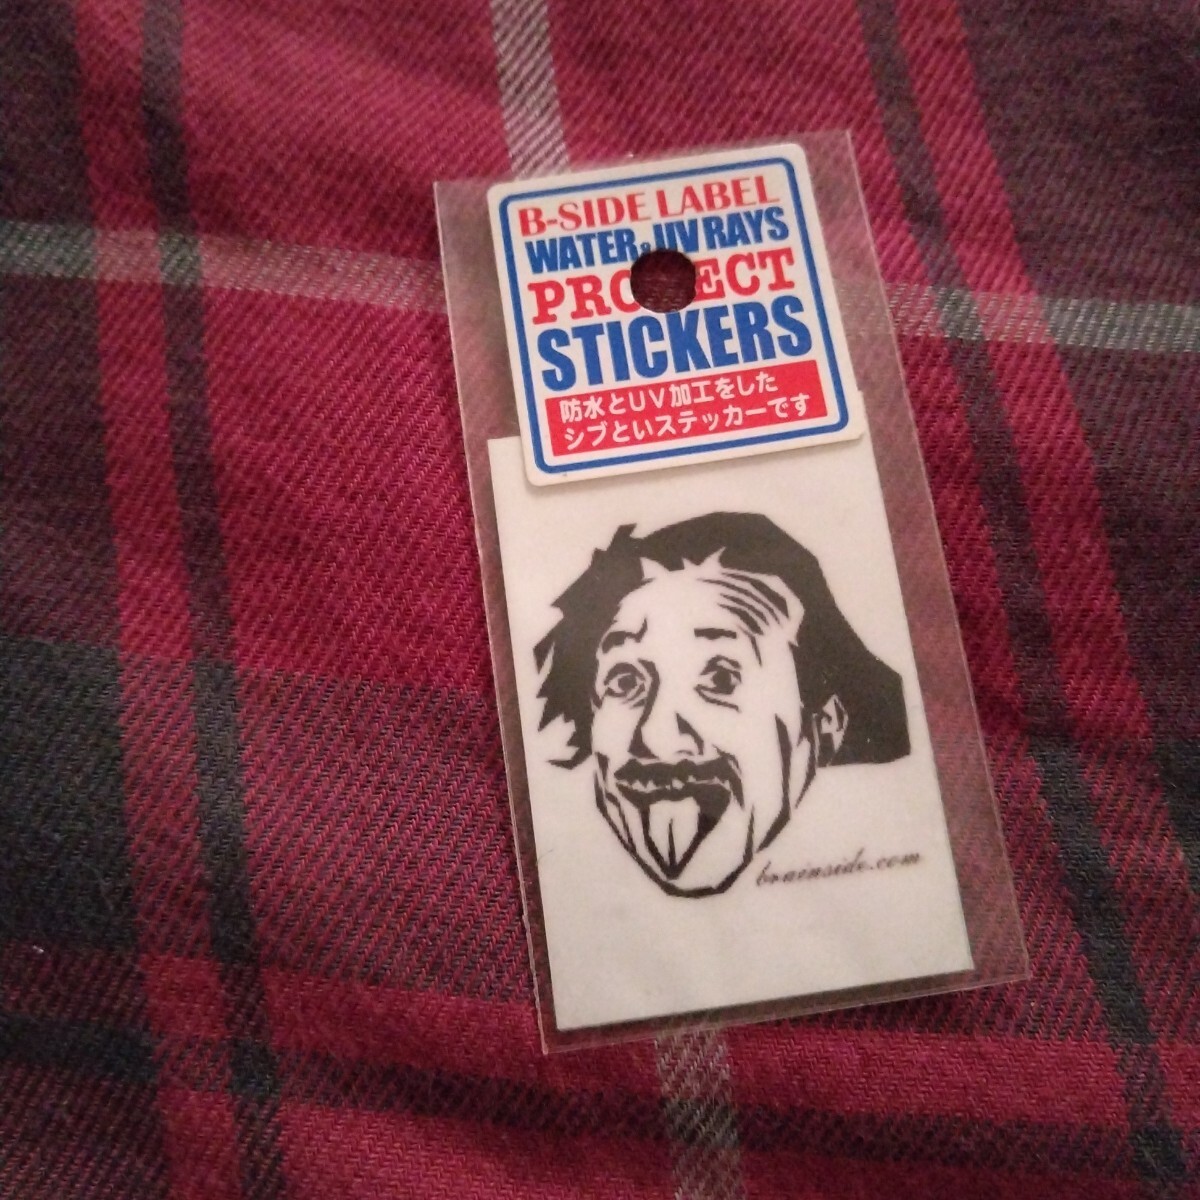 B-SIDE LABEL
WATER & UV RAYS
PROTECT
STICKERS
防水とUV加工をした
シブといステッカーです
brainside.com